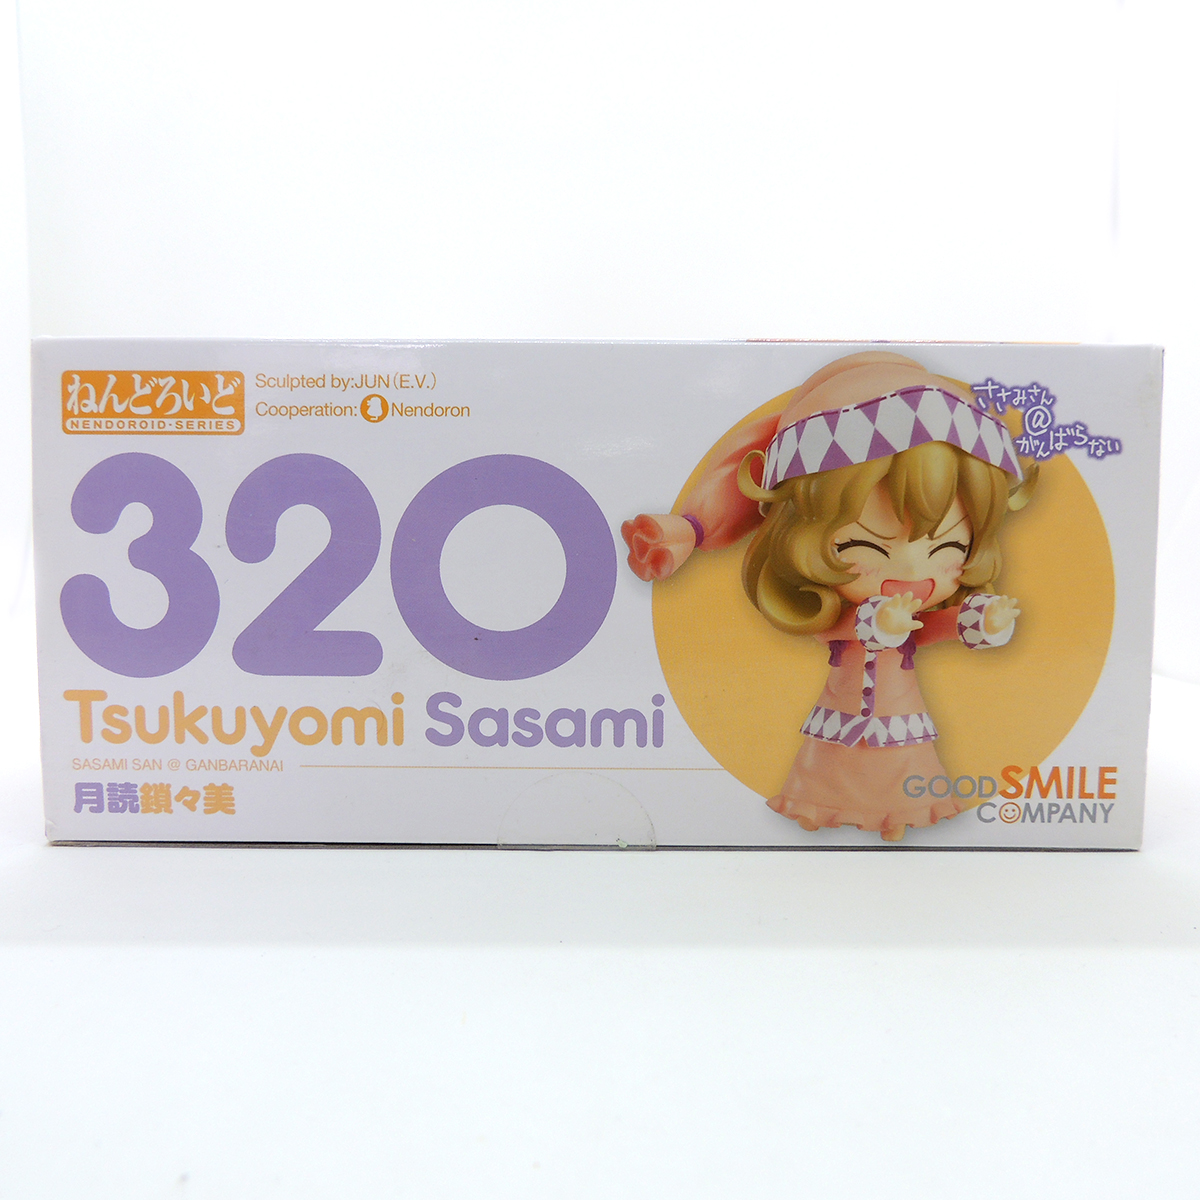 ねんどろいど
NENDOROID・SERIES
Sculpted by:JUN(E.V.)
Cooperation: Nendoron
320
Tsukuyomi Sasami
SASAMI SAN @ GANBARANAI
月読鎖々美
ささみさん
@
がんばらない
GOOD SMILE
COMPANY